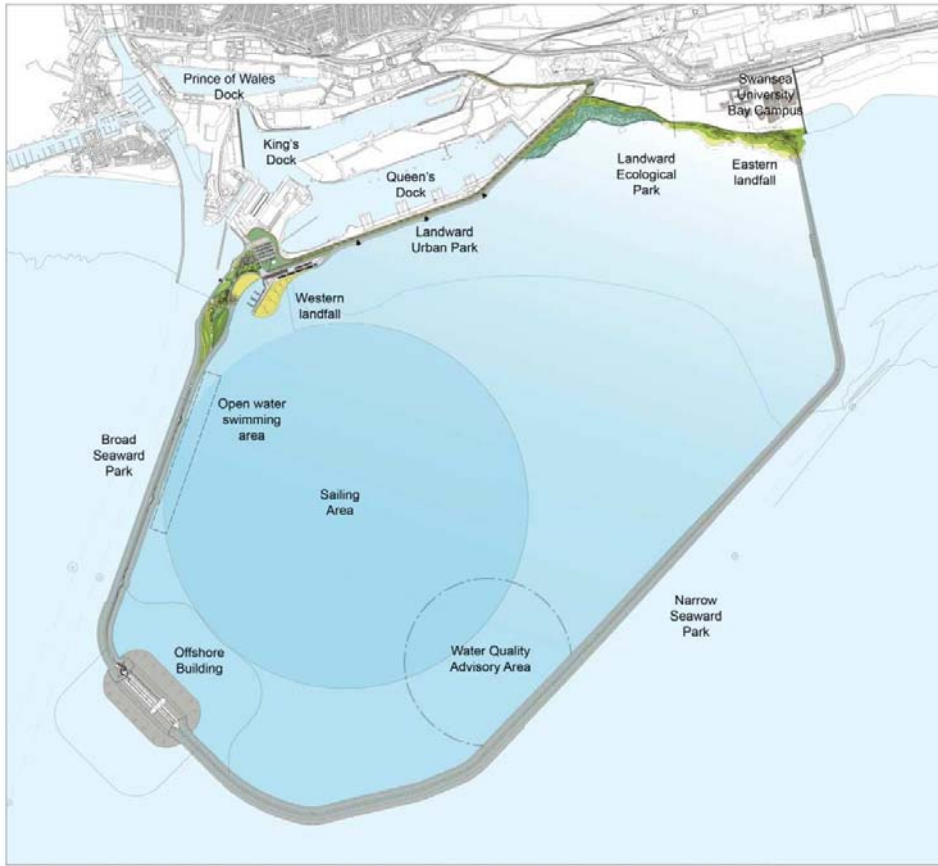 Prince of Wales
Dock
Swansea
University
Bay Campus
King's
Dock
Queen's
Dock
Landward
Ecological
Park
Eastern
landfall
Landward
Urban Park
Western
landfall
Open water
swimming
area
Broad
Seaward
Park
Sailing
Area
Narrow
Seaward
Park
Offshore
Building
Water Quality
Advisory Area